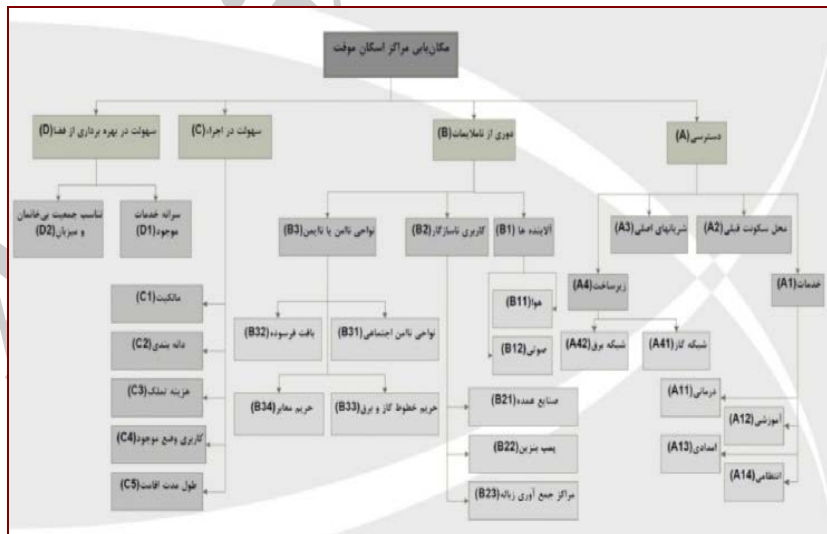 مکان‌یابی مراکز اسکان موقت
دسترسی(A)
دوری از ناملایمات(B)
سهولت در اجراء(C)
سهولت در بهره برداری از فضا(D)
خدمات(A1)
محل سکونت قبلی(A2)
شریانهای اصلی(A3)
زیرساخت(A4)
درمانی(A11)
آموزشی(A12)
امدادی(A13)
انتظامی(A14)
شبکه گاز(A41)
شبکه برق(A42)
آلاینده ها(B1)
کاربری ناسازگار(B2)
نواحی ناامن یا ناایمن(B3)
هوا(B11)
صوتی(B12)
صنایع عمده(B21)
پمپ بنزین(B22)
مراکز جمع آوری زباله(B23)
نواحی ناامن اجتماعی(B31)
بافت فرسوده(B32)
حریم خطوط گاز و برق(B33)
حریم معابر(B34)
مالکیت(C1)
دانه بندی(C2)
هزینه تملک(C3)
کاربری وضع موجود(C4)
طول مدت اقامت(C5)
سرانه خدمات
موجود(D1)
تناسب جمعیت بی‌خانمان
و میزبان(D2)